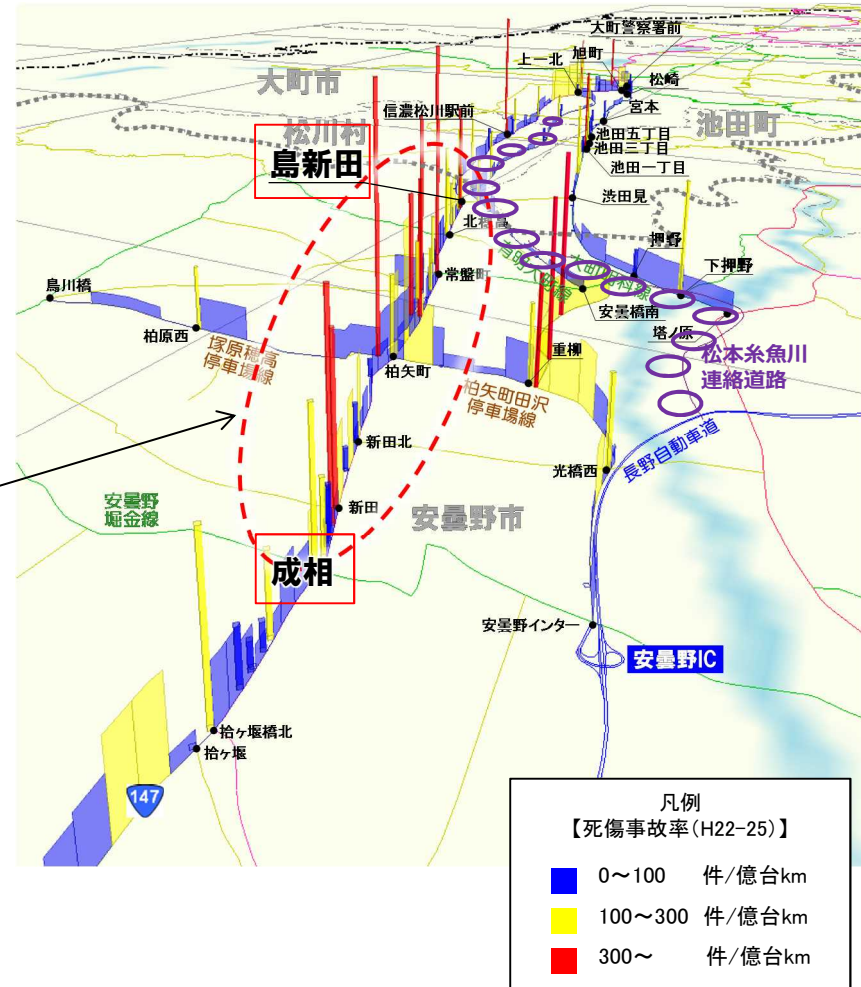 大町警察署前
旭町
上一北
松崎
大町市
宮本
信濃松川駅前
池田町
松川村
池田五丁目
池田三丁目
池田一丁目
島新田
渋田見
北穂高
押野
下押野
常盤町
鳥川橋
安曇橋南
塔ノ原
柏原西
松本糸魚川
連絡道路
塚原穂高
停車場線
柏矢町
重柳
柏矢町田沢
停車場線
新田北
長野自動車道
光橋西
安曇野
堀金線
新田
安曇野市
成相
安曇野インター
安曇野IC
拾ヶ堰橋北
拾ヶ堰
147
凡例
【死傷事故率(H22-25)】
0～100 件/億台km
100～300 件/億台km
300～ 件/億台km